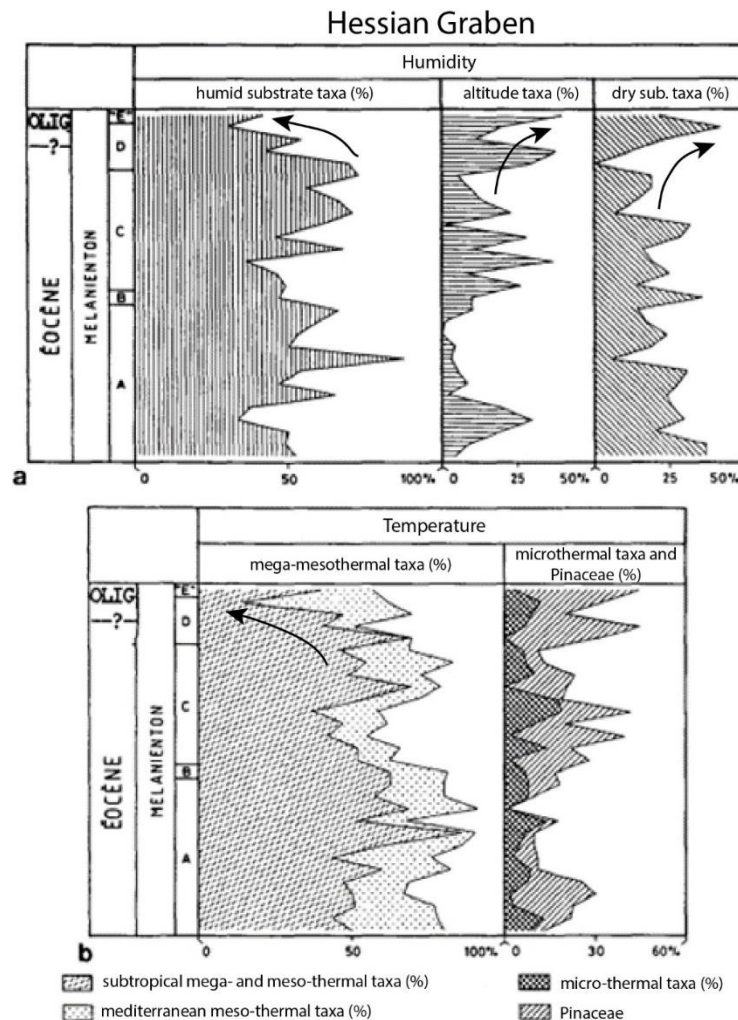 Hessian Graben
Humidity
humid substrate taxa (%) altitude taxa (%) dry sub. taxa (%)
OLIG "E"
—?— D
C
B
A
ÉOCÈNE
MELANIENTON
a
0 50 100% 0 25 50% 0 25 50%
Temperature
mega-mesothermal taxa (%) microthermal taxa and
Pinaceae (%)
OLIG "E"
—?— D
C
B
A
ÉOCÈNE
MELANIENTON
b
0 50 100% 0 30 60%
subtropical mega- and meso-thermal taxa (%) micro-thermal taxa (%)
mediterranean meso-thermal taxa (%) Pinaceae